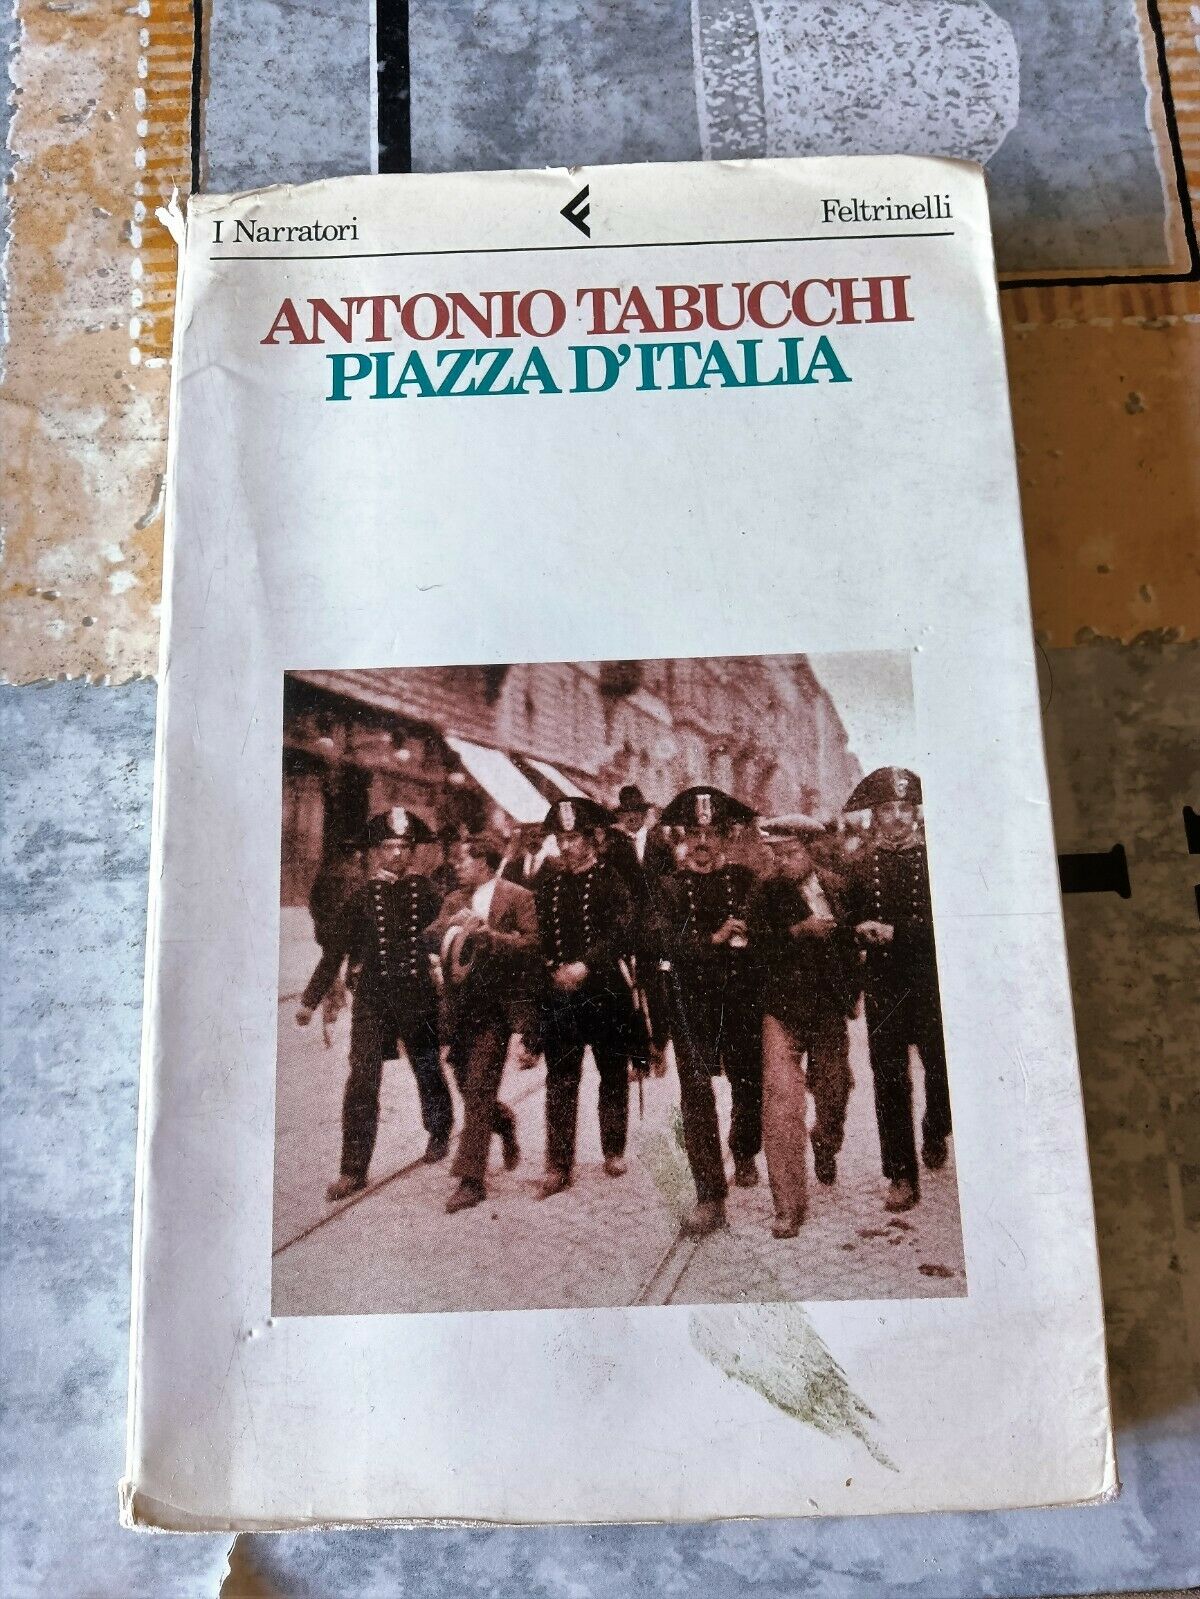 I Narratori
Feltrinelli
ANTONIO TABUCCHI
PIAZZA D'ITALIA